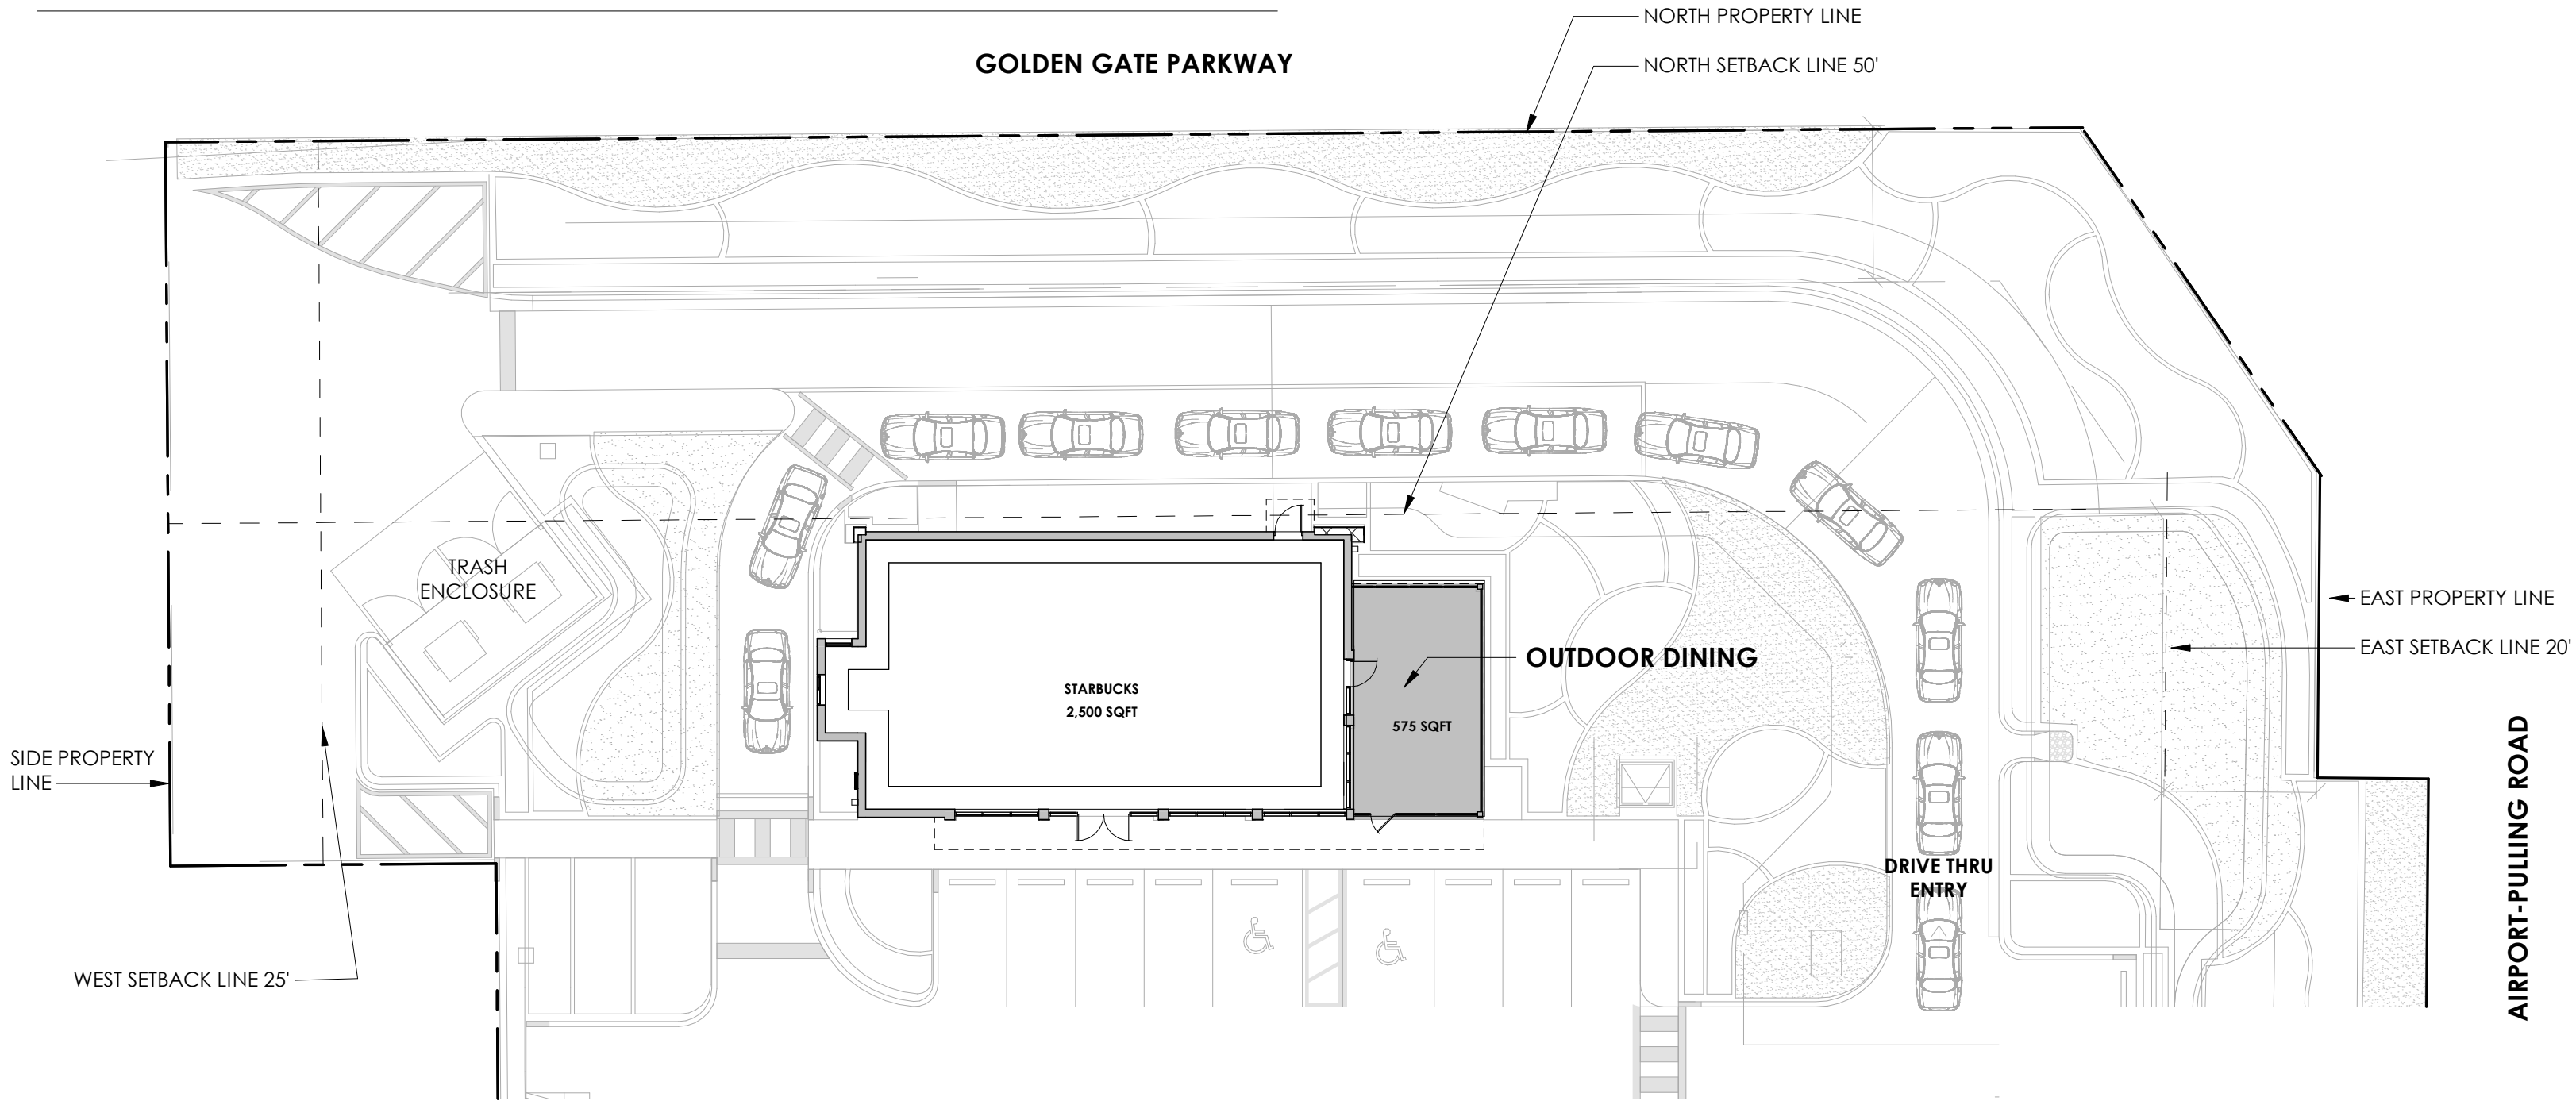 NORTH PROPERTY LINE
GOLDEN GATE PARKWAY
NORTH SETBACK LINE 50'
TRASH
ENCLOSURE
EAST PROPERTY LINE
EAST SETBACK LINE 20'
OUTDOOR DINING
STARBUCKS
2,500 SQFT
575 SQFT
SIDE PROPERTY
LINE
AIRPORT-PULLING ROAD
DRIVE THRU
ENTRY
WEST SETBACK LINE 25'